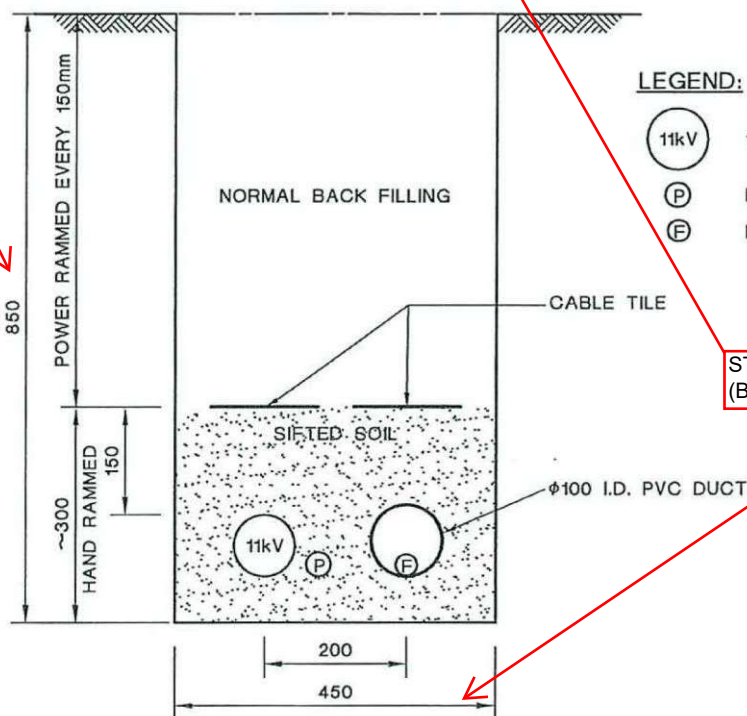 850
POWER RAMMED EVERY 150mm
~300
HAND RAMMED
150
NORMAL BACK FILLING
CABLE TILE
SIFTED SOIL
φ100 I.D. PVC DUCT
11kV
P
F
200
450
LEGEND:
11kV
P
F
ST
(B